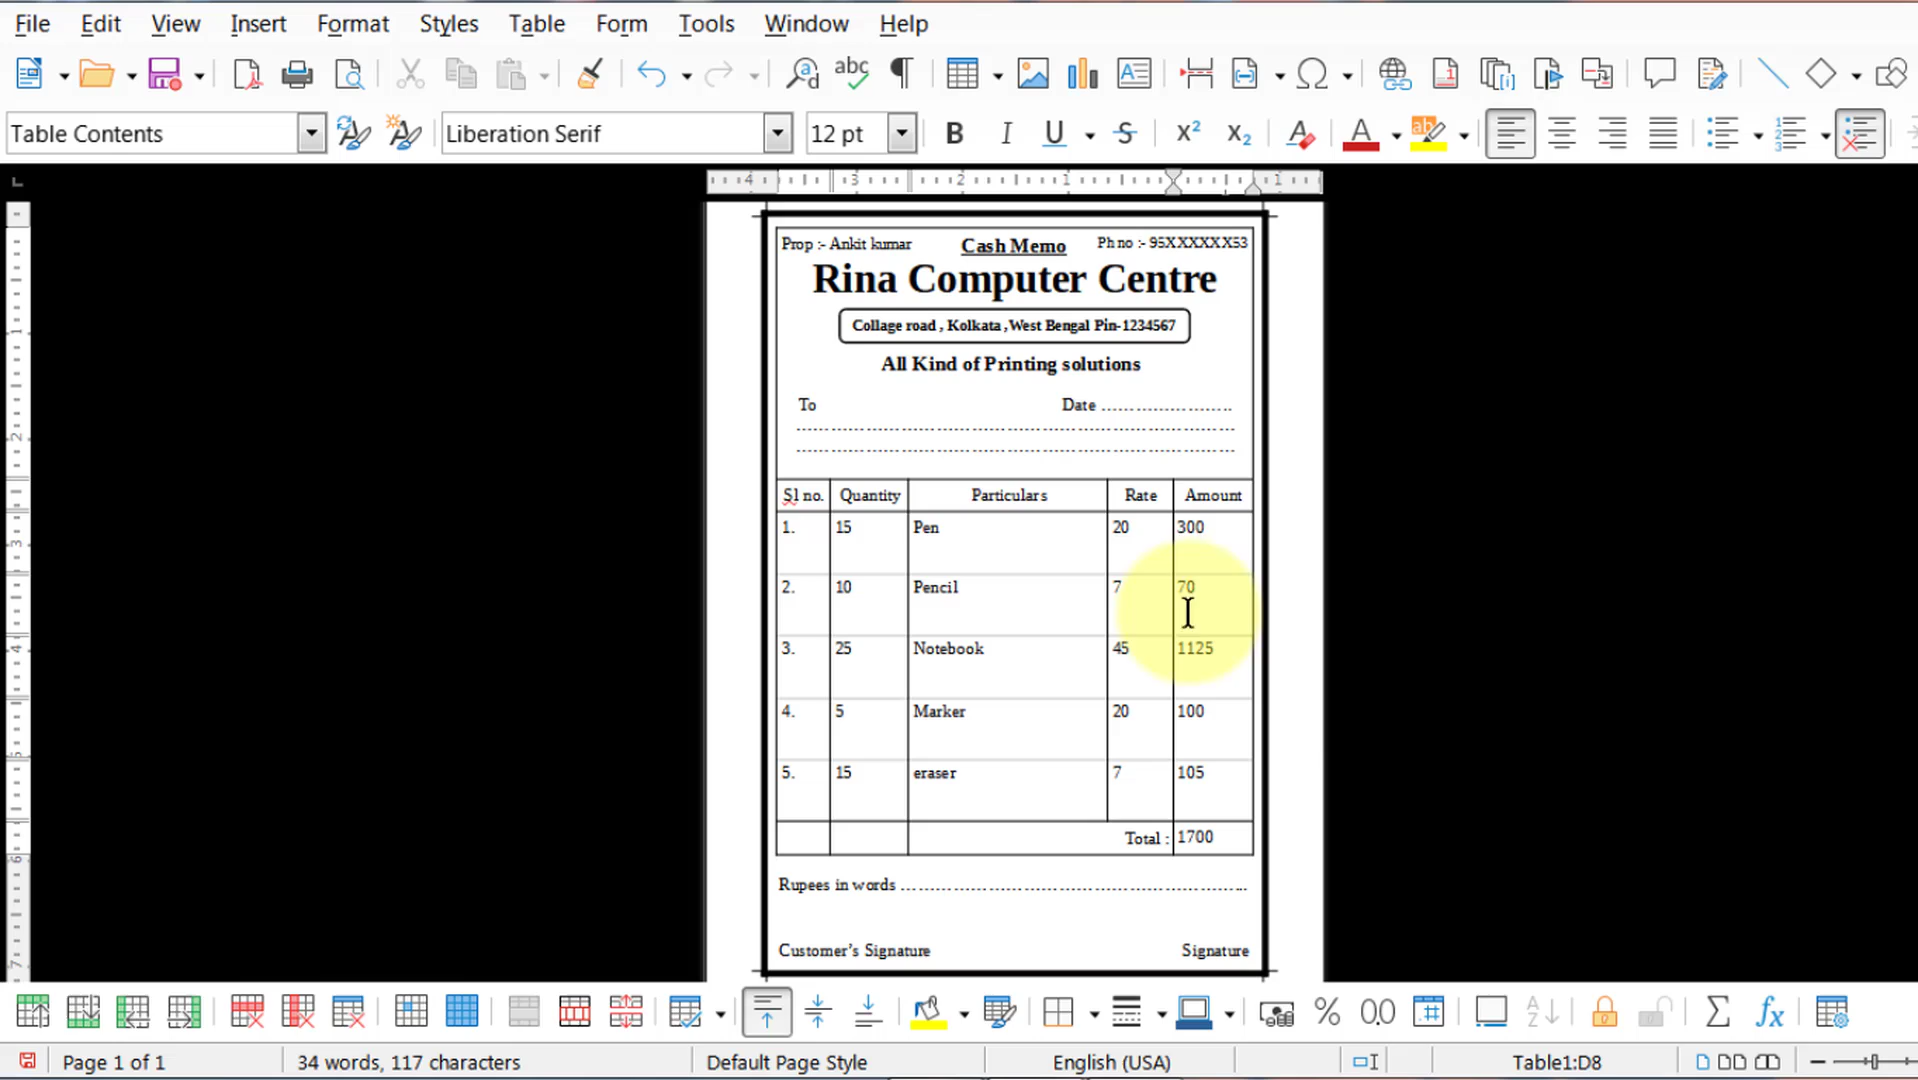 File Edit View Insert Format Styles Table Form Tools Window Help
Table Contents Liberation Serif 12 pt
Prop :- Ankit kumar Cash Memo Ph no :- 95XXXXXX53
Rina Computer Centre
Collage road , Kolkata ,West Bengal Pin-1234567
All Kind of Printing solutions
To Date ........................
................................................................................
................................................................................
Sl no. Quantity Particulars Rate Amount
1. 15 Pen 20 300
2. 10 Pencil 7 70
3. 25 Notebook 45 1125
4. 5 Marker 20 100
5. 15 eraser 7 105
Total : 1700
Rupees in words ................................................................
Customer's Signature Signature
Page 1 of 1 34 words, 117 characters Default Page Style English (USA) Table1:D8